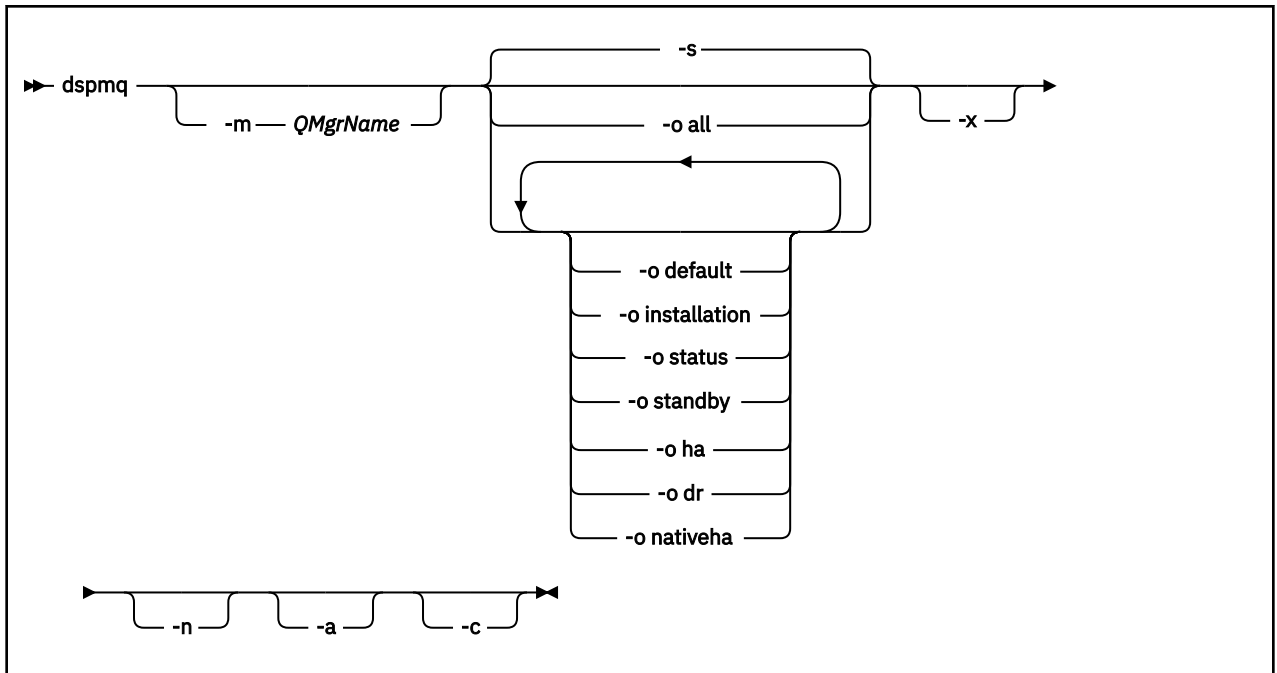 -s
dspmq
-m QMgrName
-o all
-x
-o default
-o installation
-o status
-o standby
-o ha
-o dr
-o nativeha
-n
-a
-c